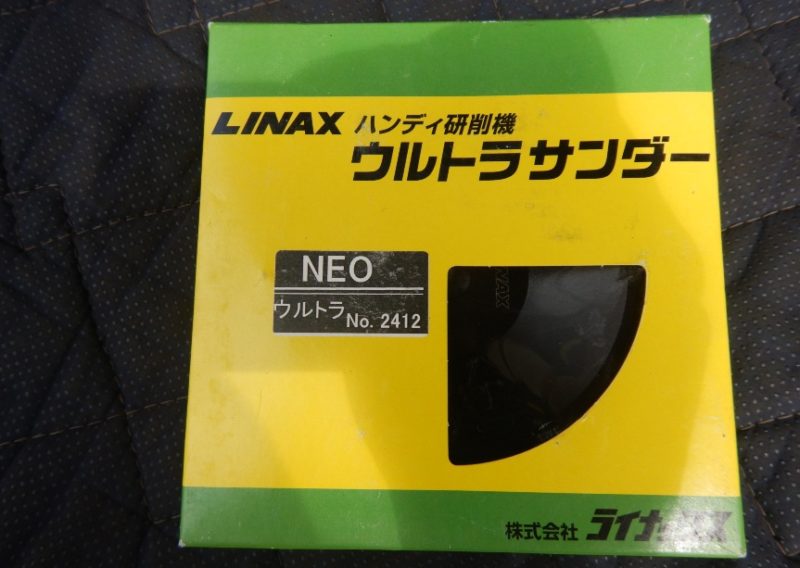 LINAX ハンディ研削機
ウルトラサンダー
NEO
ウルトラ No. 2412
株式会社 ライナックス